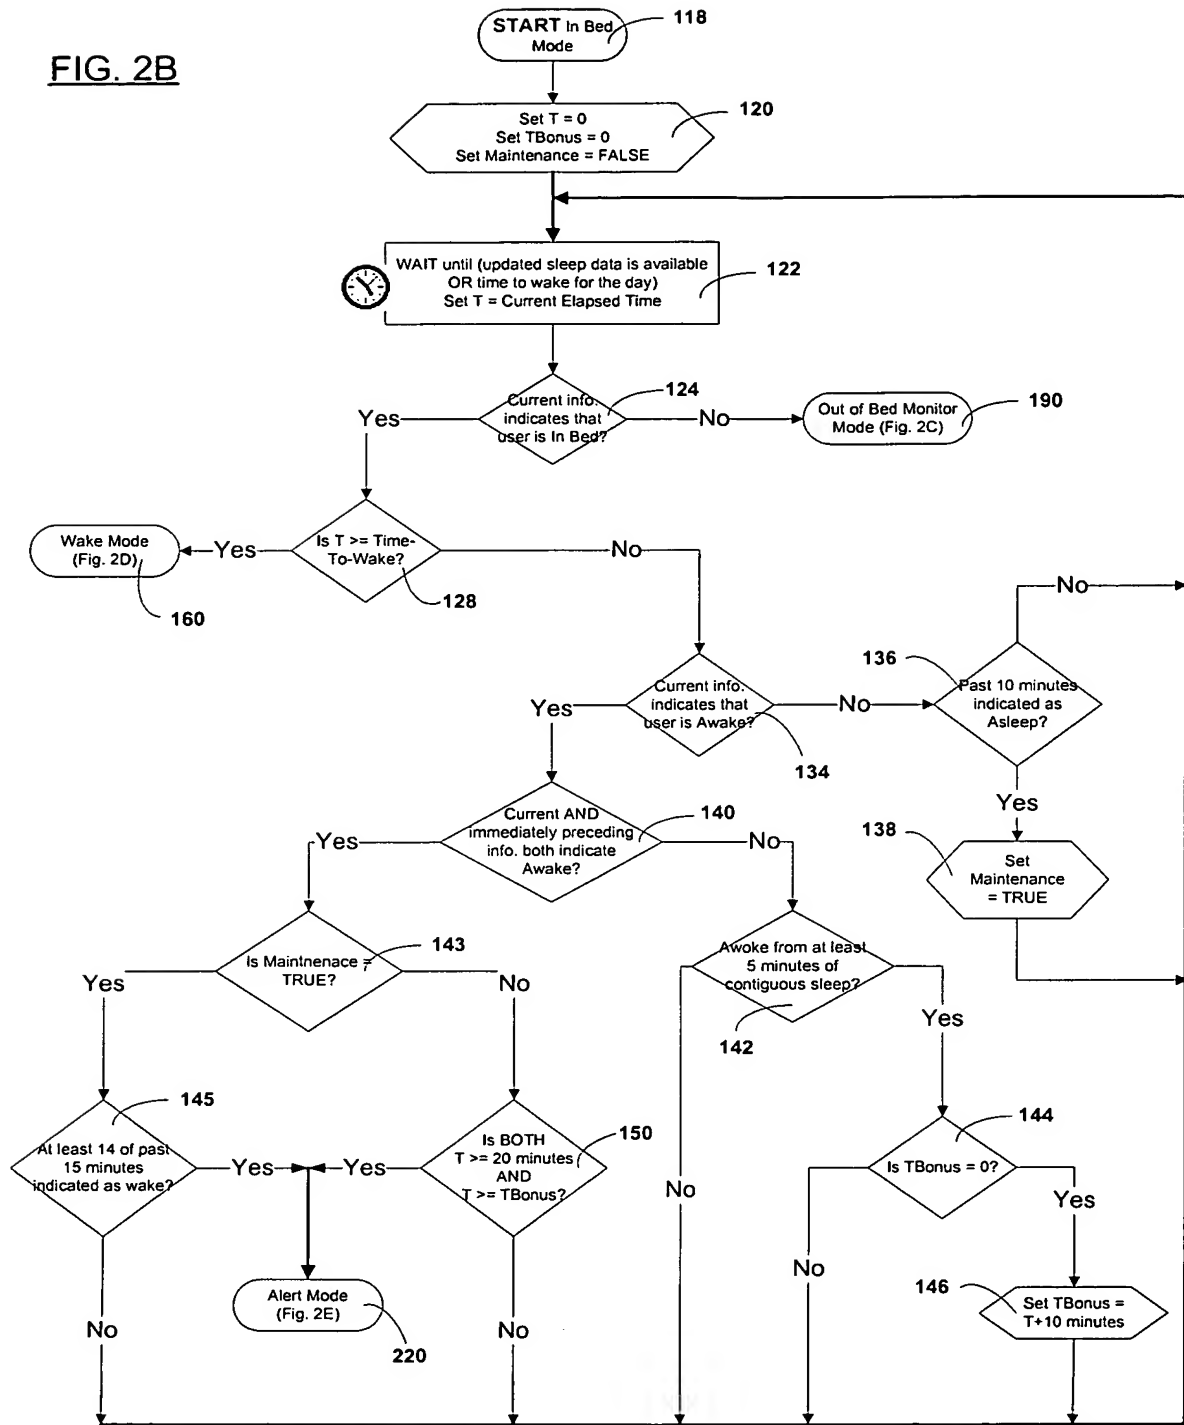 FIG. 2B
START In Bed
Mode
118
Set T = 0
Set TBonus = 0
Set Maintenance = FALSE
120
WAIT until (updated sleep data is available
OR time to wake for the day)
Set T = Current Elapsed Time
122
Current info.
indicates that
user is In Bed?
124
Yes
No
Out of Bed Monitor
Mode (Fig. 2C)
190
Is T >= Time-
To-Wake?
128
Yes
No
Wake Mode
(Fig. 2D)
160
Current info.
indicates that
user is Awake?
134
Yes
No
136
Past 10 minutes
indicated as
Asleep?
No
Yes
138
Set
Maintenance
= TRUE
Current AND
immediately preceding
info. both indicate
Awake?
140
Yes
No
Is Maintnenace =
TRUE?
143
Yes
No
Awoke from at least
5 minutes of
contiguous sleep?
142
No
Yes
At least 14 of past
15 minutes
indicated as wake?
145
Yes
No
Is BOTH
T >= 20 minutes
AND
T >= TBonus?
150
Yes
No
Alert Mode
(Fig. 2E)
220
Is TBonus = 0?
144
No
Yes
146
Set TBonus =
T+10 minutes